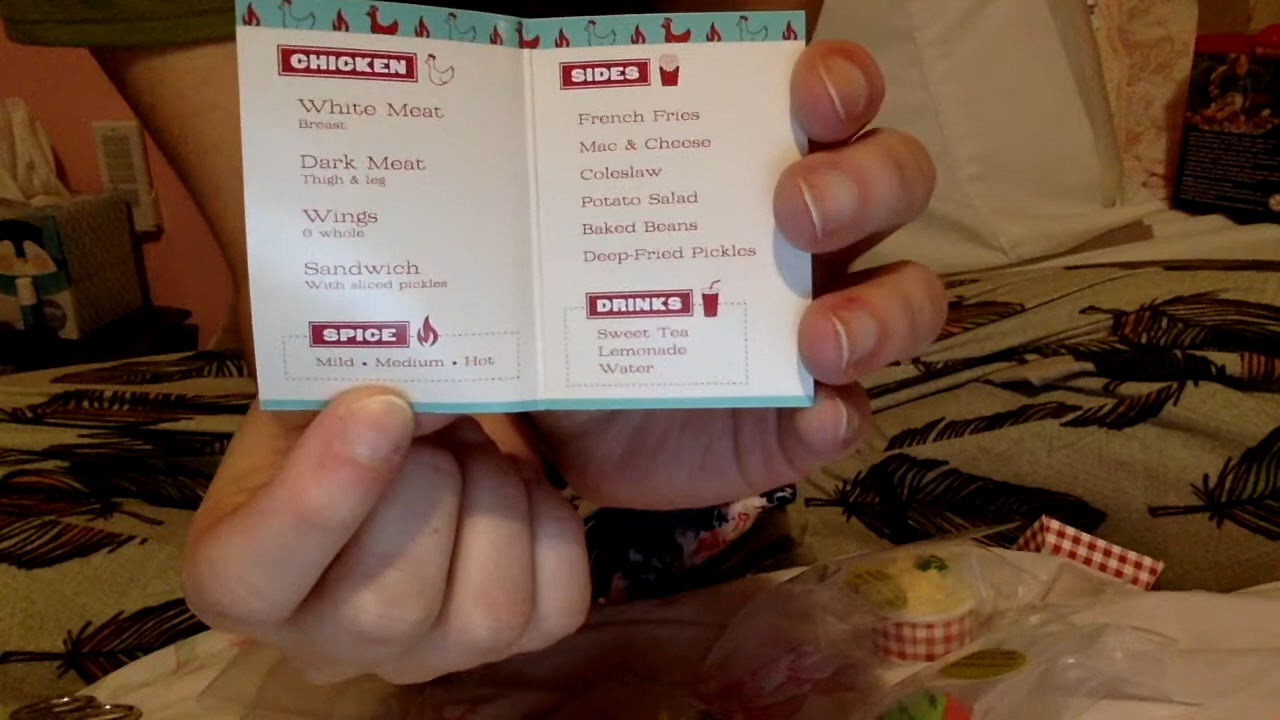 CHICKEN
White Meat
Breast
Dark Meat
Thigh & leg
Wings
6 whole
Sandwich
With sliced pickles
SPICE
Mild • Medium • Hot
SIDES
French Fries
Mac & Cheese
Coleslaw
Potato Salad
Baked Beans
Deep-Fried Pickles
DRINKS
Sweet Tea
Lemonade
Water